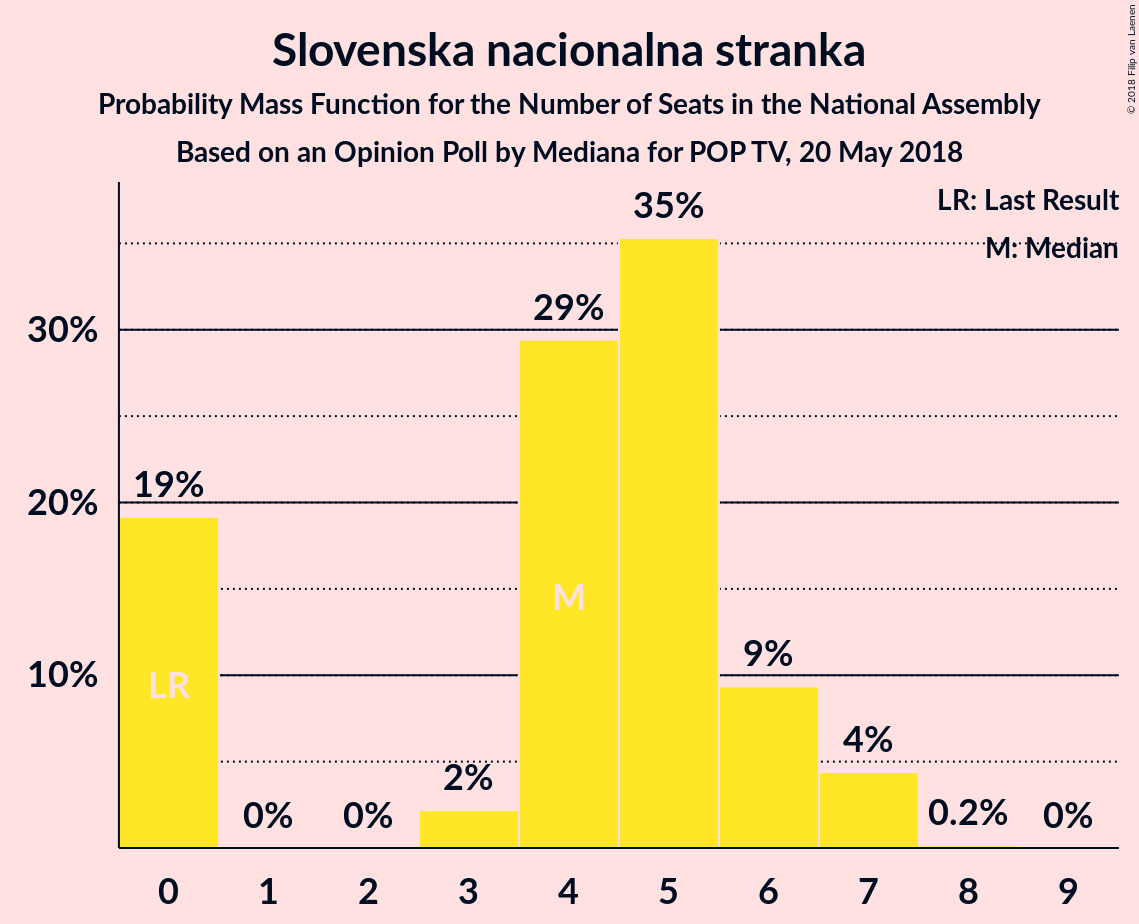 Slovenska nacionalna stranka
Probability Mass Function for the Number of Seats in the National Assembly
Based on an Opinion Poll by Mediana for POP TV, 20 May 2018
© 2018 Filip van Laenen
LR: Last Result
M: Median
35%
29%
30%
19%
20%
M
9%
10%
LR
4%
2%
0%
0%
0.2%
0%
0 1 2 3 4 5 6 7 8 9